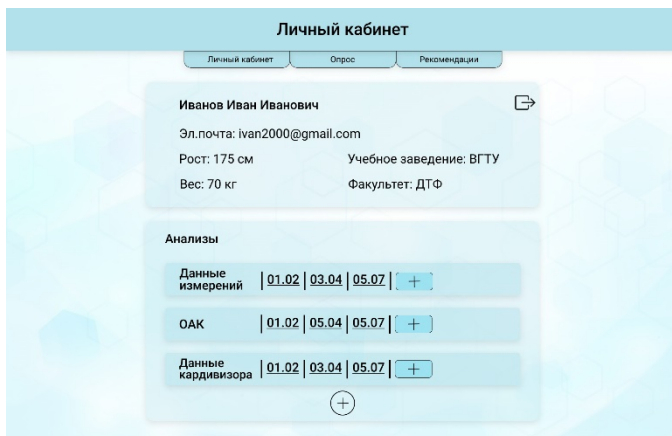 Личный кабинет
Личный кабинет Опрос Рекомендации
Иванов Иван Иванович
Эл.почта: ivan2000@gmail.com
Рост: 175 см Учебное заведение: ВГТУ
Вес: 70 кг Факультет: ДТФ
Анализы
Данные
измерений 01.02 03.04 05.07 +
ОАК 01.02 05.04 05.07 +
Данные
кардивизора 01.02 03.04 05.07 +
+